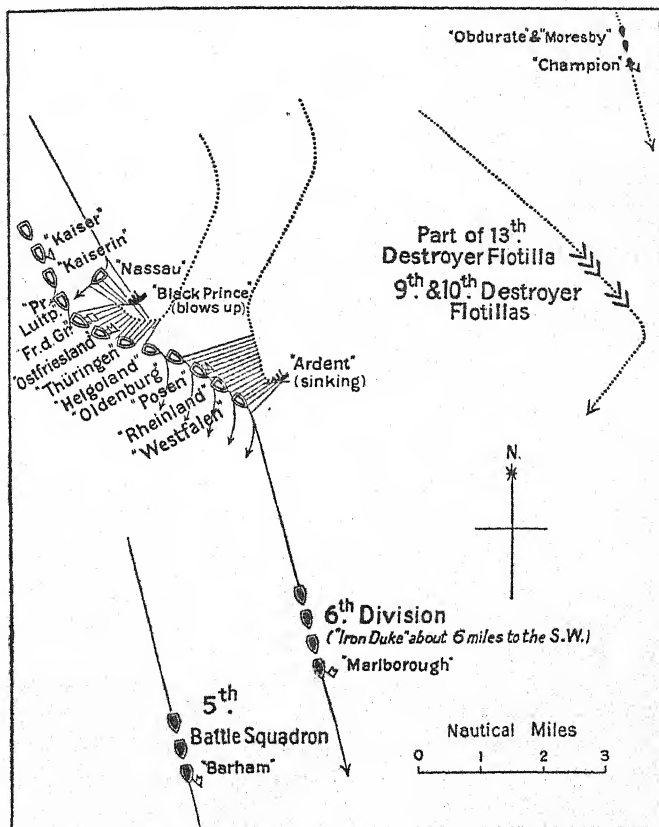 "Obdurate" & "Moresby"
"Champion"
Part of 13th.
Destroyer Flotilla
9th. & 10th. Destroyer
Flotillas
"Kaiser"
"Kaiserin"
"Nassau"
"Pr.
Luitp."
"Fr.d.Gr."
"Ostfriesland"
"Thüringen"
"Helgoland"
"Oldenburg"
"Posen"
"Rheinland"
"Westfalen"
"Black Prince"
(blows up)
"Ardent"
(sinking)
N.
6th. Division
("Iron Duke" about 6 miles to the S.W.)
"Marlborough"
5th.
Battle Squadron
"Barham"
Nautical Miles
0 1 2 3